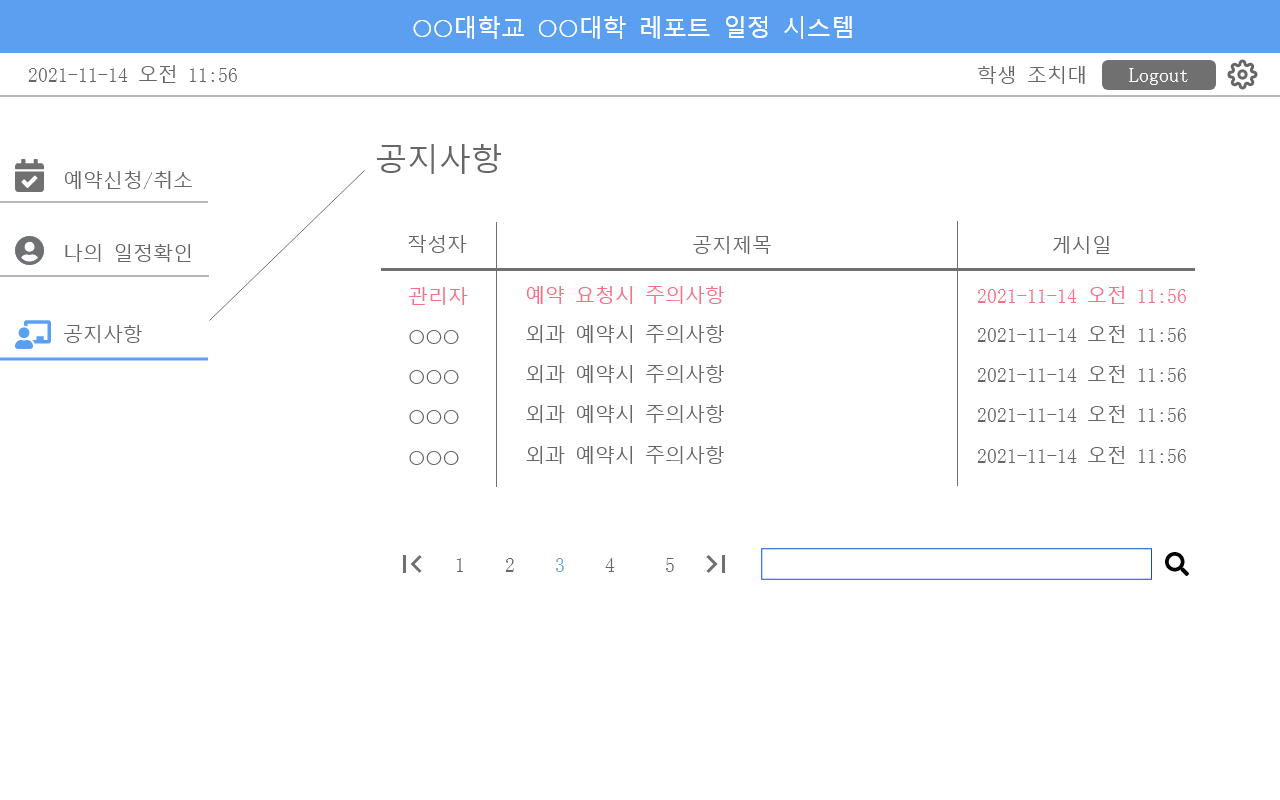 ○○대학교 ○○대학 레포트 일정 시스템
2021-11-14 오전 11:56
학생 조치대 Logout
예약신청/취소
나의 일정확인
공지사항
공지사항
작성자 공지제목 게시일
관리자 예약 요청시 주의사항 2021-11-14 오전 11:56
○○○ 외과 예약시 주의사항 2021-11-14 오전 11:56
○○○ 외과 예약시 주의사항 2021-11-14 오전 11:56
○○○ 외과 예약시 주의사항 2021-11-14 오전 11:56
○○○ 외과 예약시 주의사항 2021-11-14 오전 11:56
1 2 3 4 5